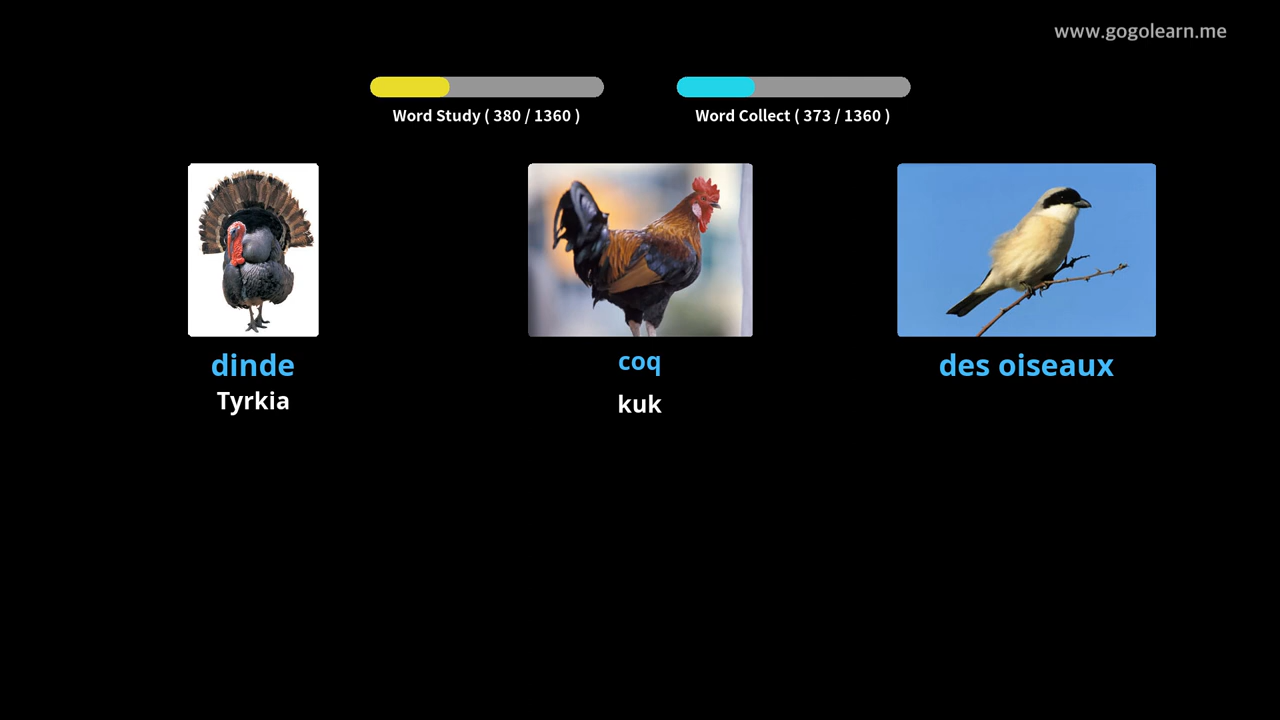 www.gogolearn.me
Word Study ( 380 / 1360 )
Word Collect ( 373 / 1360 )
dinde
Tyrkia
coq
kuk
des oiseaux